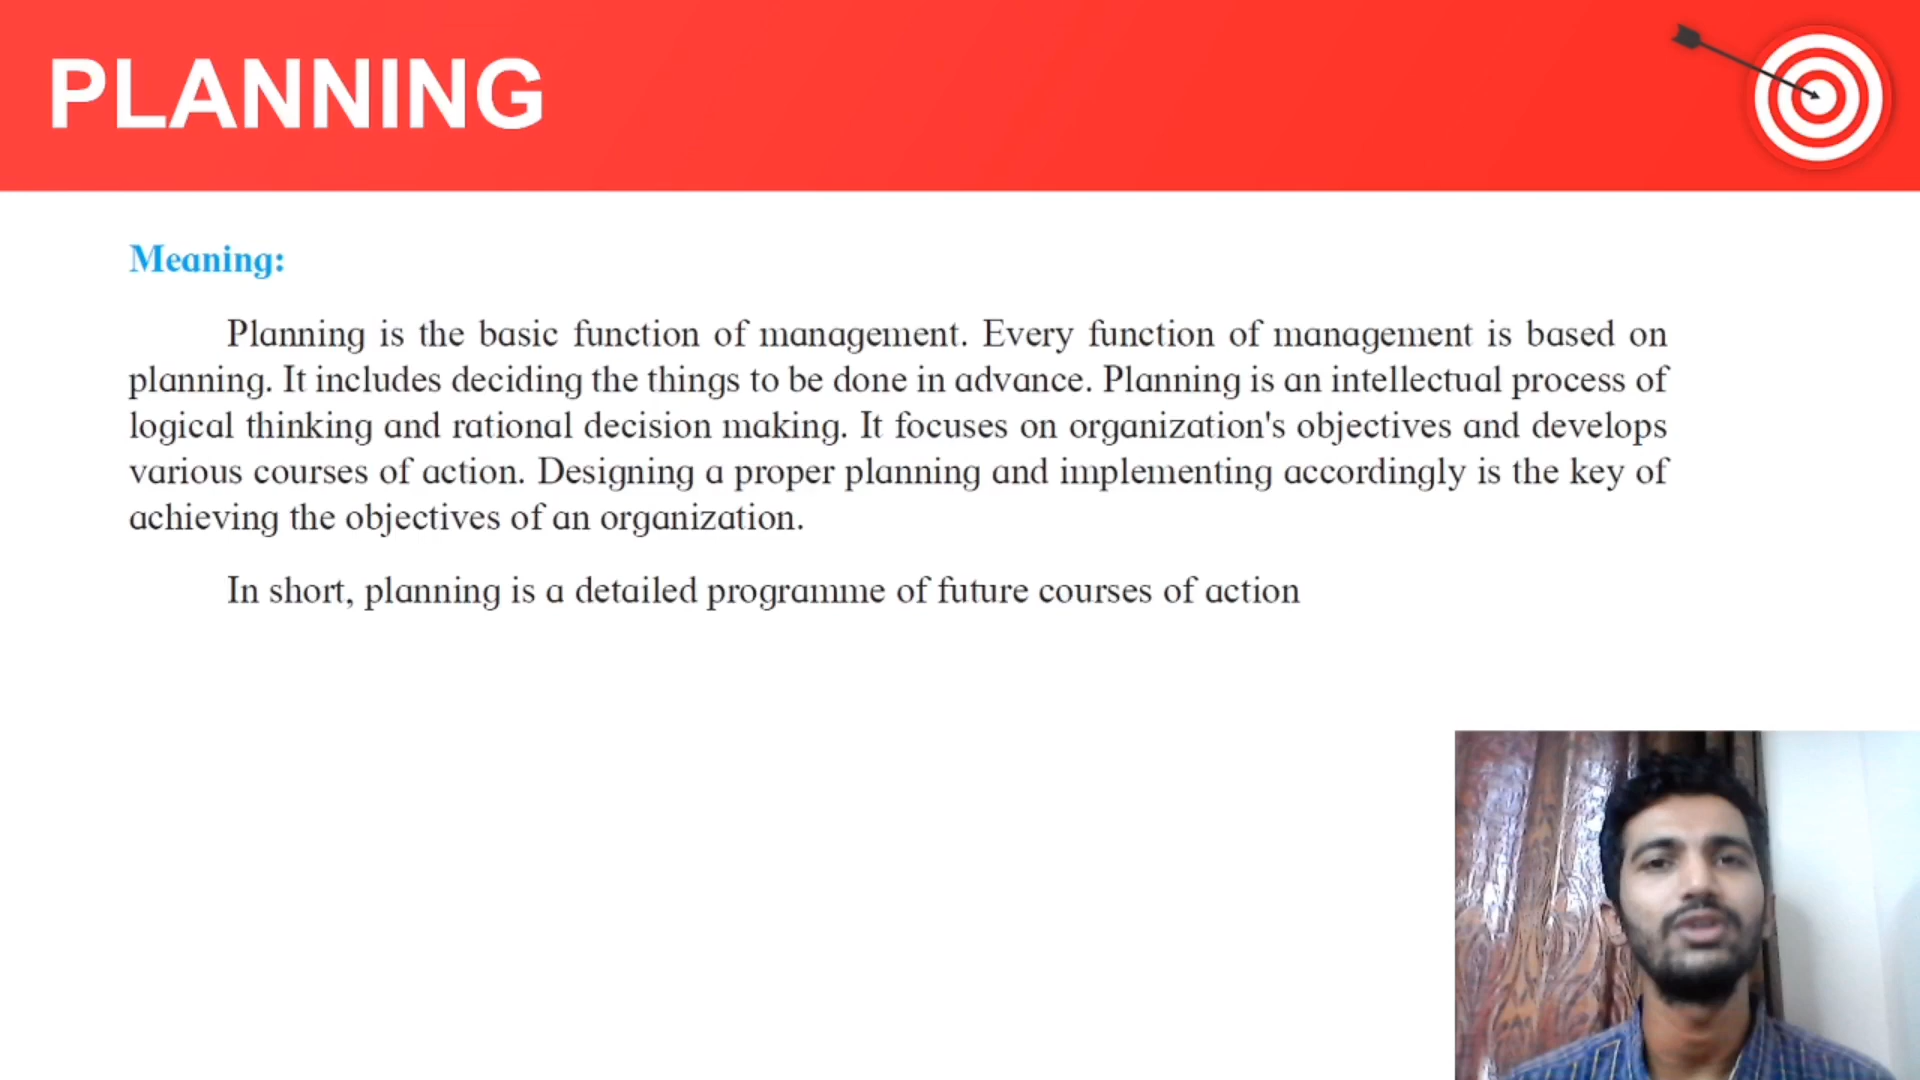 PLANNING
Meaning:
Planning is the basic function of management. Every function of management is based on
planning. It includes deciding the things to be done in advance. Planning is an intellectual process of
logical thinking and rational decision making. It focuses on organization's objectives and develops
various courses of action. Designing a proper planning and implementing accordingly is the key of
achieving the objectives of an organization.
In short, planning is a detailed programme of future courses of action